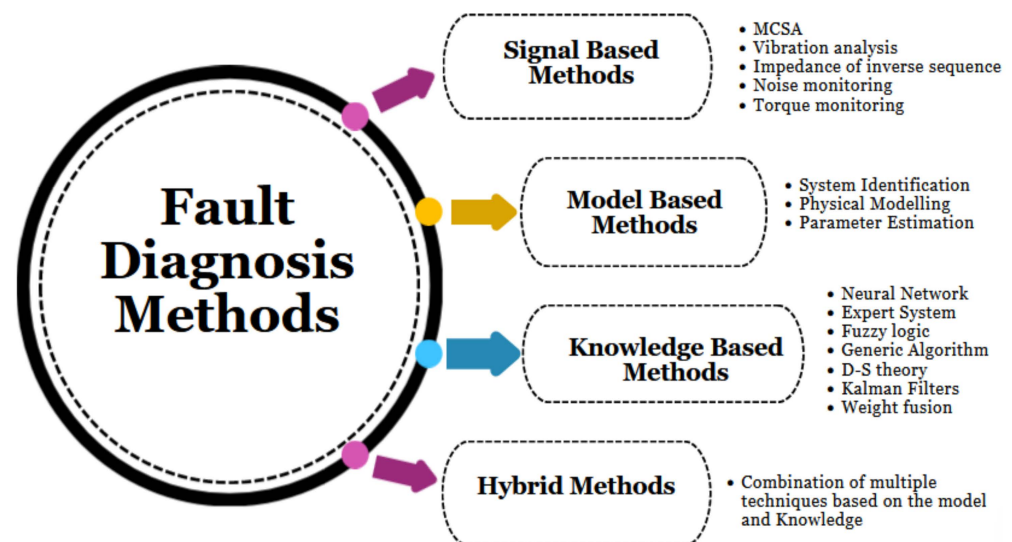 Fault
Diagnosis
Methods
Signal Based
Methods
• MCSA
• Vibration analysis
• Impedance of inverse sequence
• Noise monitoring
• Torque monitoring
Model Based
Methods
• System Identification
• Physical Modelling
• Parameter Estimation
Knowledge Based
Methods
• Neural Network
• Expert System
• Fuzzy logic
• Generic Algorithm
• D-S theory
• Kalman Filters
• Weight fusion
Hybrid Methods
• Combination of multiple
techniques based on the model
and Knowledge